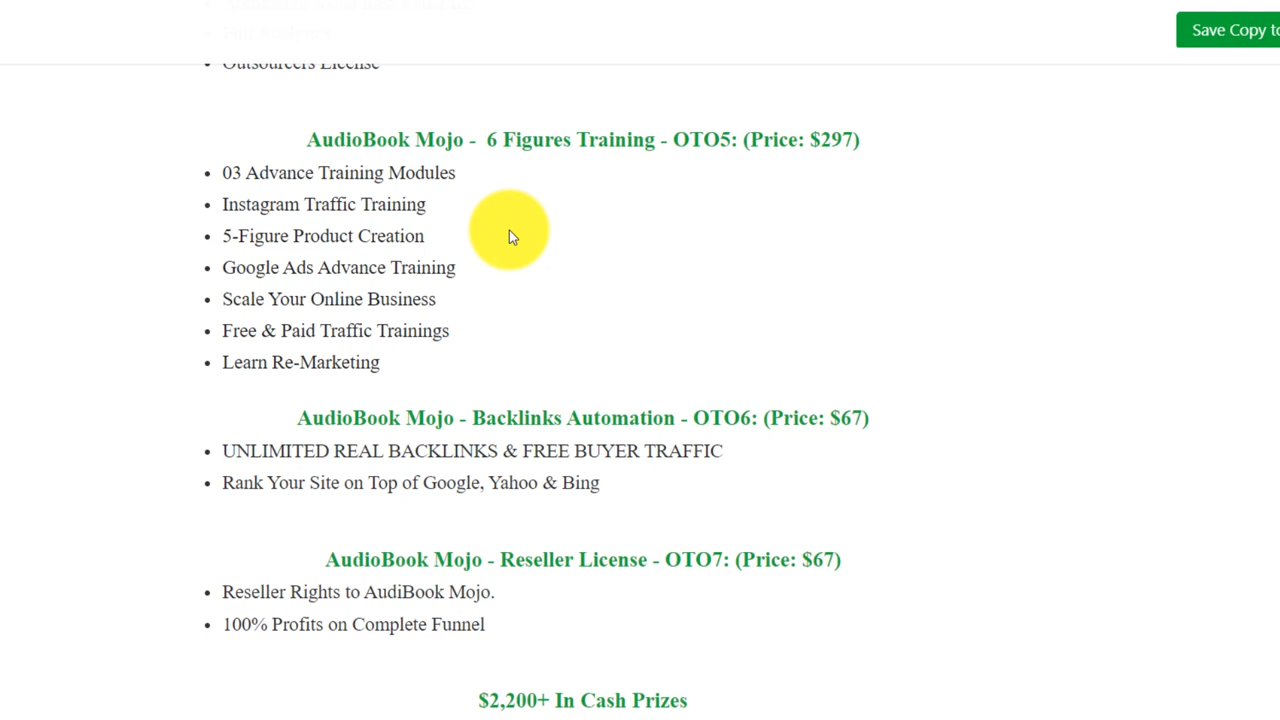 Save Copy to
Outsourcers License
AudioBook Mojo - 6 Figures Training - OTO5: (Price: $297)
03 Advance Training Modules
Instagram Traffic Training
5-Figure Product Creation
Google Ads Advance Training
Scale Your Online Business
Free & Paid Traffic Trainings
Learn Re-Marketing
AudioBook Mojo - Backlinks Automation - OTO6: (Price: $67)
UNLIMITED REAL BACKLINKS & FREE BUYER TRAFFIC
Rank Your Site on Top of Google, Yahoo & Bing
AudioBook Mojo - Reseller License - OTO7: (Price: $67)
Reseller Rights to AudiBook Mojo.
100% Profits on Complete Funnel
$2,200+ In Cash Prizes